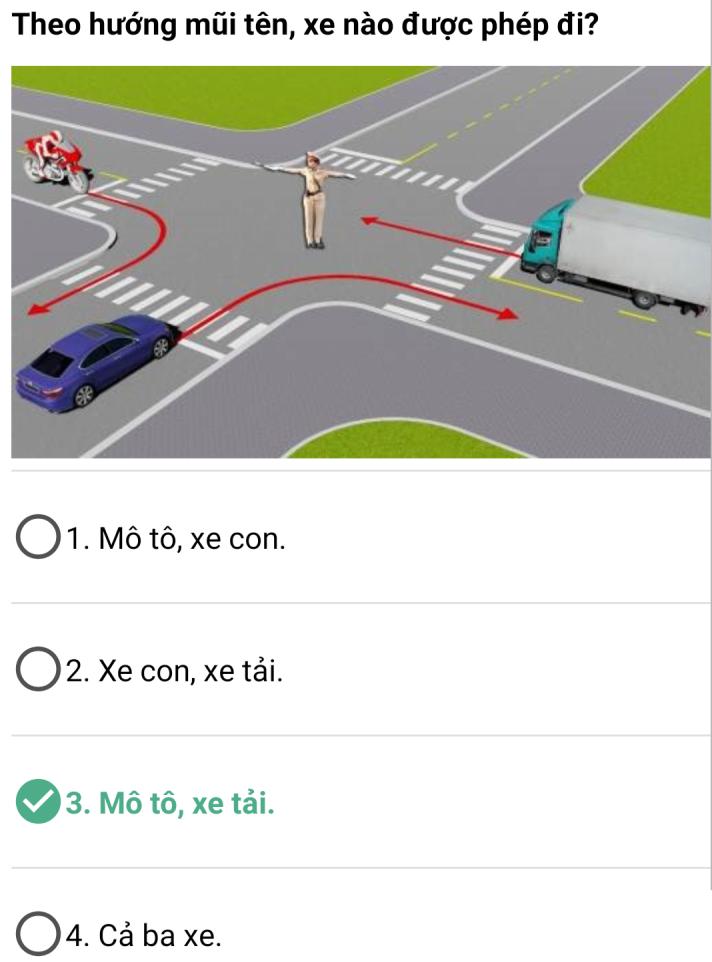 Theo hướng mũi tên, xe nào được phép đi?
1. Mô tô, xe con.
2. Xe con, xe tải.
3. Mô tô, xe tải.
4. Cả ba xe.